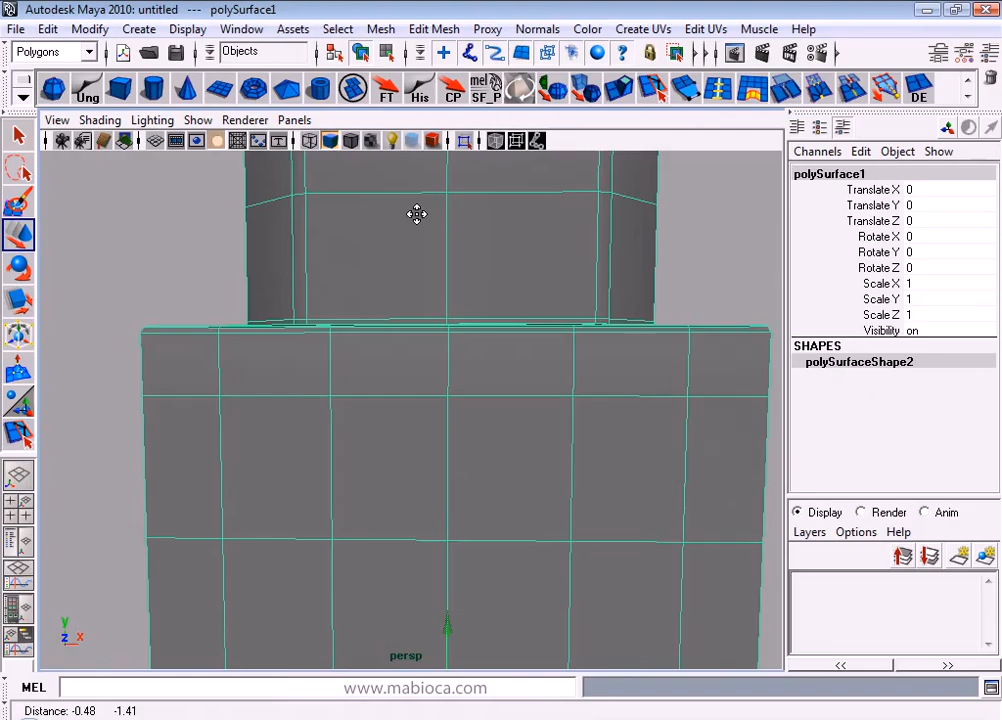 Autodesk Maya 2010: untitled --- polySurface1
File Edit Modify Create Display Window Assets Select Mesh Edit Mesh Proxy Normals Color Create UVs Edit UVs Muscle Help
Polygons Objects
Ung FT His CP mel SF_P DE
View Shading Lighting Show Renderer Panels
Channels Edit Object Show
polySurface1
Translate X 0
Translate Y 0
Translate Z 0
Rotate X 0
Rotate Y 0
Rotate Z 0
Scale X 1
Scale Y 1
Scale Z 1
Visibility on
SHAPES
polySurfaceShape2
Display Render Anim
Layers Options Help
y
z x
persp
<< >>
MEL www.mabioca.com
Distance: -0.48 -1.41